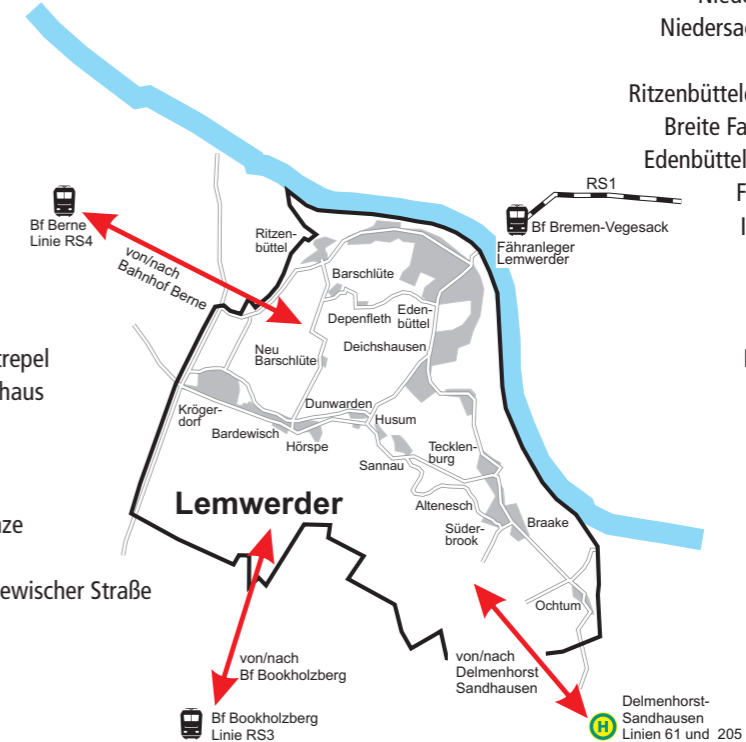 Niedersac
RS1
Bf Bremen-Vegesack
Fähranleger
Lemwerder
Bf Berne
Linie RS4
von/nach
Bahnhof Berne
Ritzen-
büttel
Barschlüte
Depenfleth
Eden-
büttel
Deichshausen
Neu
Barschlüte
Dunwarden
Husum
Kröger-
dorf
Bardewisch
Hörspe
Sannau
Tecklen-
burg
Altenesch
Süder-
brook
Braake
Ochtum
Lemwerder
von/nach
Bf Bookholzberg
Bf Bookholzberg
Linie RS3
von/nach
Delmenhorst
Sandhausen
H
Delmenhorst-
Sandhausen
Linien 61 und 205
Ritzenbüttele
Breite Fa
Edenbüttel
F
trepel
haus
nze
ewischer Straße